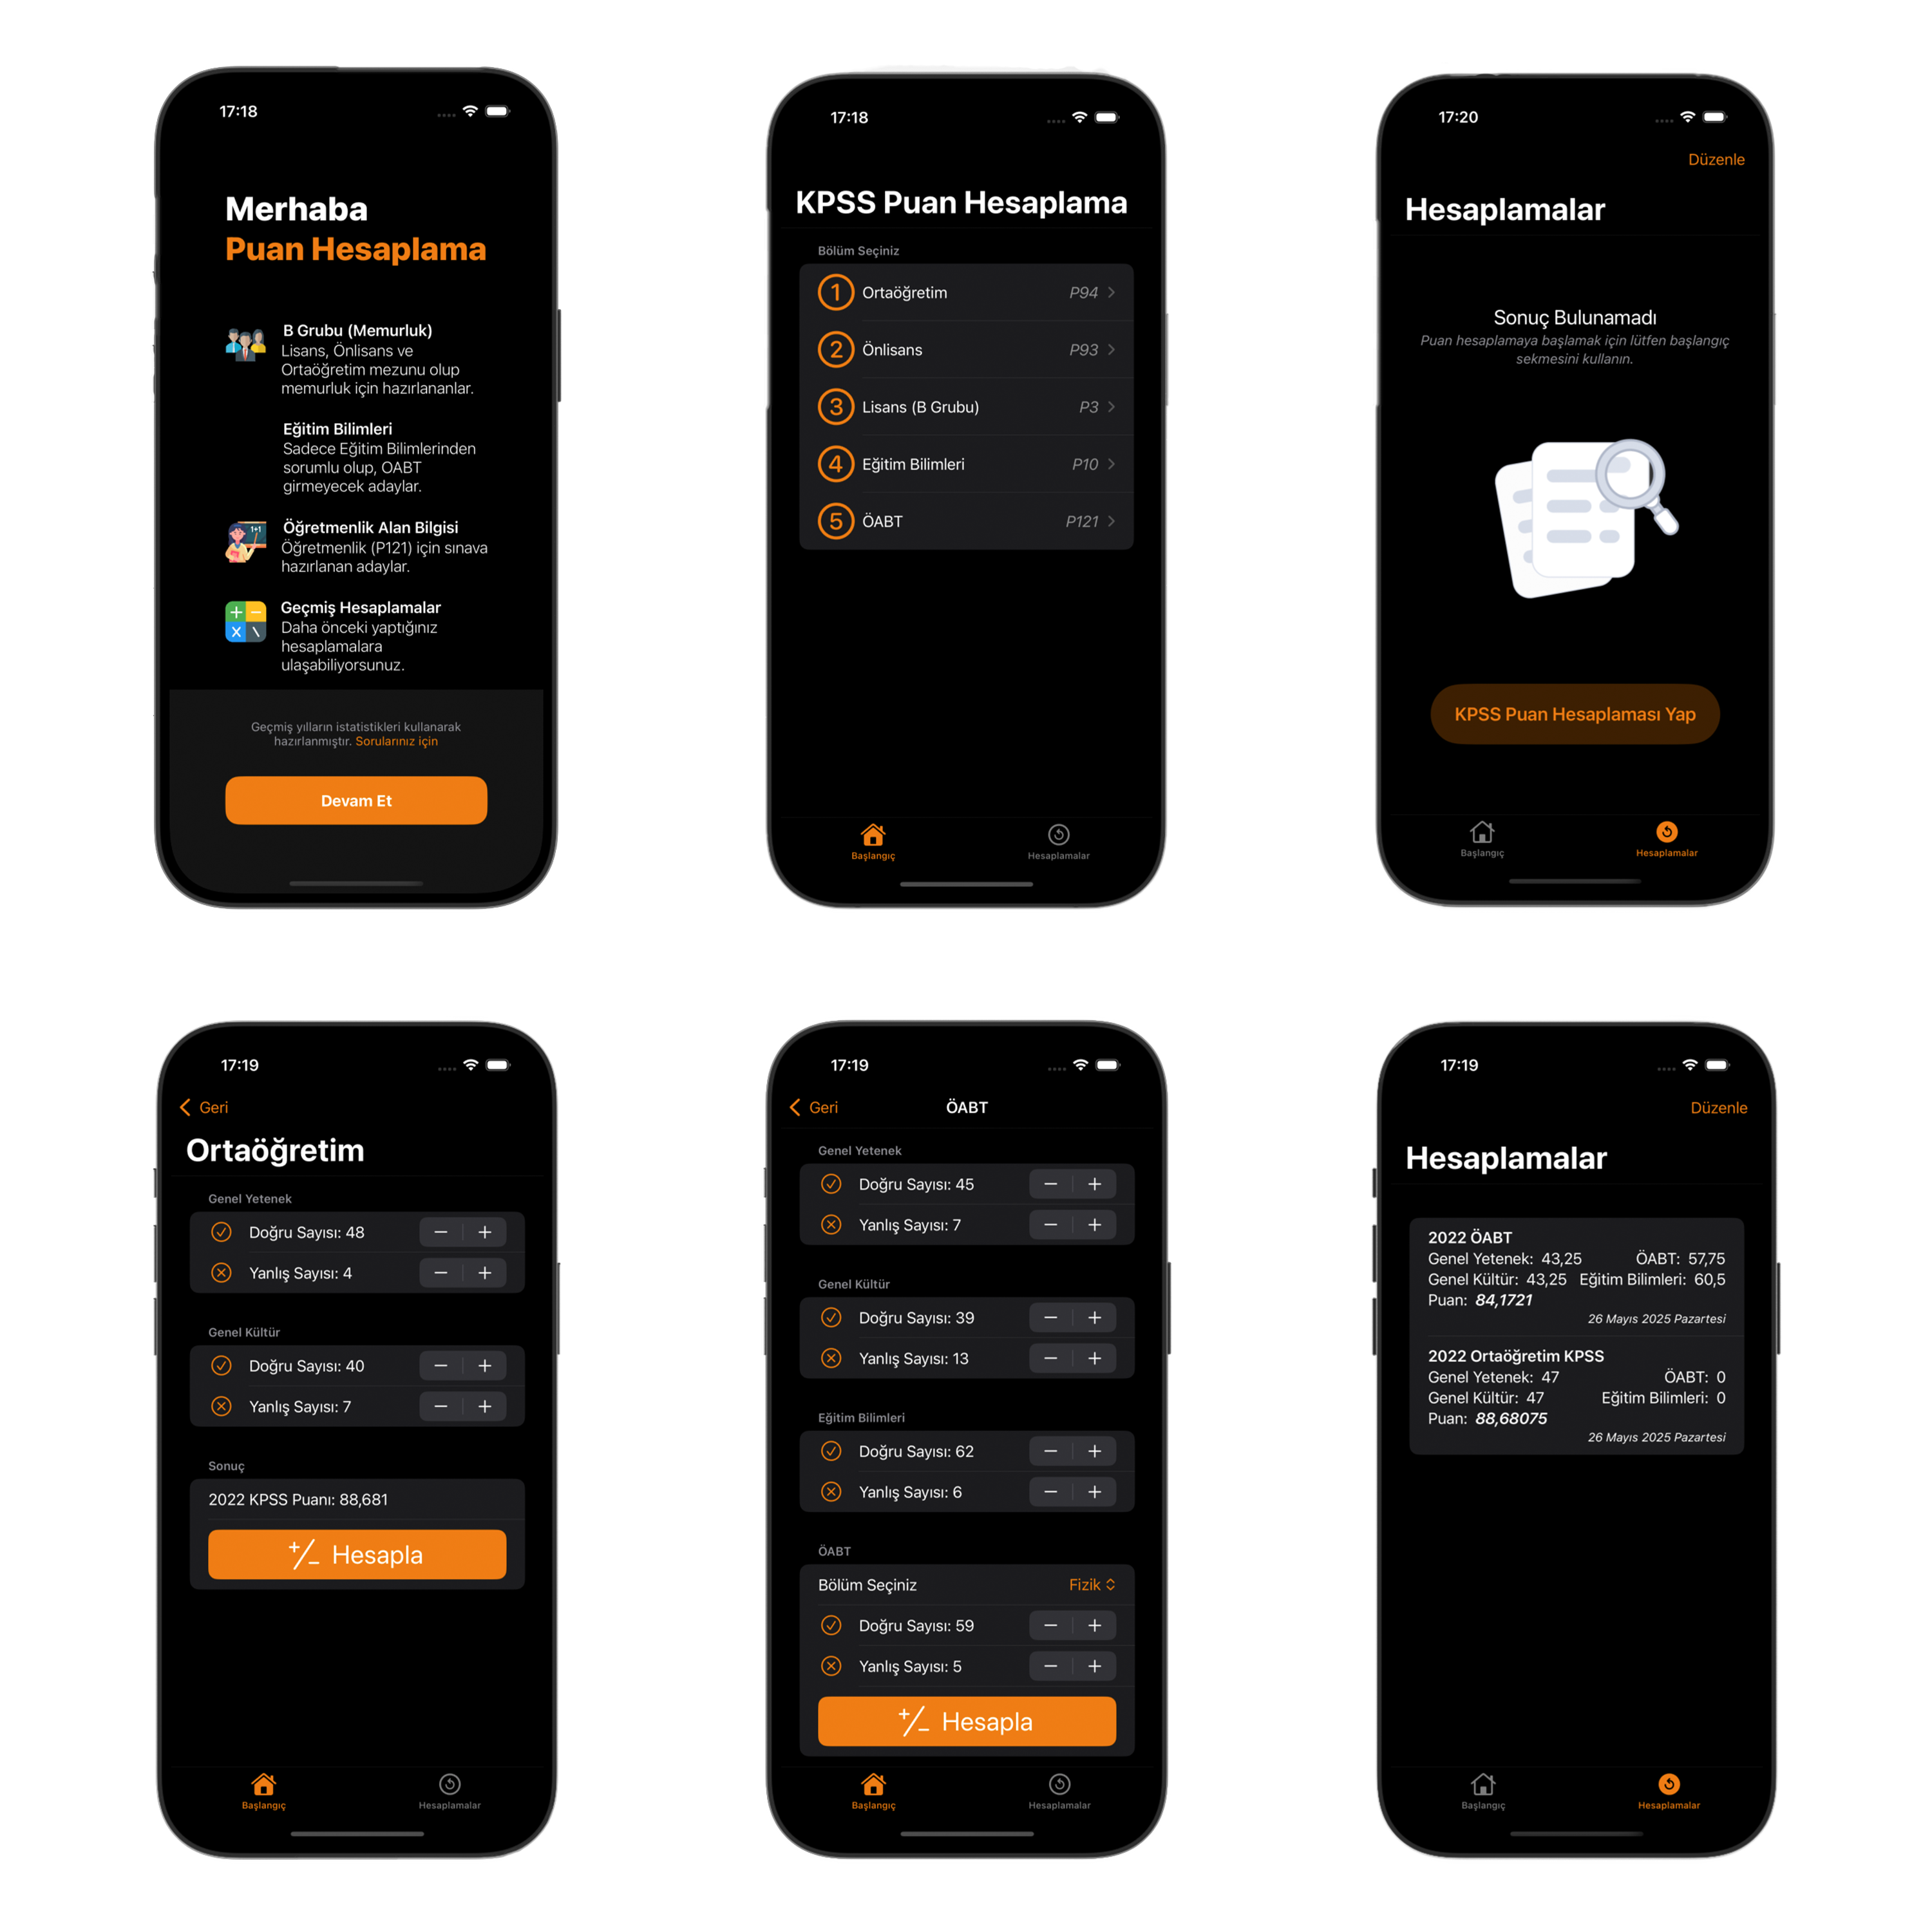 17:18
Merhaba
Puan Hesaplama
B Grubu (Memurluk)
Lisans, Önlisans ve
Ortaöğretim mezunu olup
memurluk için hazırlananlar.
Eğitim Bilimleri
Sadece Eğitim Bilimlerinden
sorumlu olup, OABT
girmeyecek adaylar.
1+1
Öğretmenlik Alan Bilgisi
Öğretmenlik (P121) için sınava
hazırlanan adaylar.
Geçmiş Hesaplamalar
Daha önceki yaptığınız
hesaplamalara
ulaşabiliyorsunuz.
Geçmiş yılların istatistikleri kullanarak
hazırlanmıştır. Sorularınız için
Devam Et
17:18
KPSS Puan Hesaplama
Bölüm Seçiniz
1 Ortaöğretim P94
2 Önlisans P93
3 Lisans (B Grubu) P3
4 Eğitim Bilimleri P10
5 ÖABT P121
Başlangıç Hesaplamalar
17:20
Düzenle
Hesaplamalar
Sonuç Bulunamadı
Puan hesaplamaya başlamak için lütfen başlangıç
sekmesini kullanın.
KPSS Puan Hesaplaması Yap
Başlangıç Hesaplamalar
17:19
Geri
Ortaöğretim
Genel Yetenek
Doğru Sayısı: 48
Yanlış Sayısı: 4
Genel Kültür
Doğru Sayısı: 40
Yanlış Sayısı: 7
Sonuç
2022 KPSS Puanı: 88,681
Hesapla
Başlangıç Hesaplamalar
17:19
Geri ÖABT
Genel Yetenek
Doğru Sayısı: 45
Yanlış Sayısı: 7
Genel Kültür
Doğru Sayısı: 39
Yanlış Sayısı: 13
Eğitim Bilimleri
Doğru Sayısı: 62
Yanlış Sayısı: 6
ÖABT
Bölüm Seçiniz Fizik
Doğru Sayısı: 59
Yanlış Sayısı: 5
Hesapla
Başlangıç Hesaplamalar
17:19
Düzenle
Hesaplamalar
2022 ÖABT
Genel Yetenek: 43,25 ÖABT: 57,75
Genel Kültür: 43,25 Eğitim Bilimleri: 60,5
Puan: 84,1721
26 Mayıs 2025 Pazartesi
2022 Ortaöğretim KPSS
Genel Yetenek: 47 ÖABT: 0
Genel Kültür: 47 Eğitim Bilimleri: 0
Puan: 88,68075
26 Mayıs 2025 Pazartesi
Başlangıç Hesaplamalar